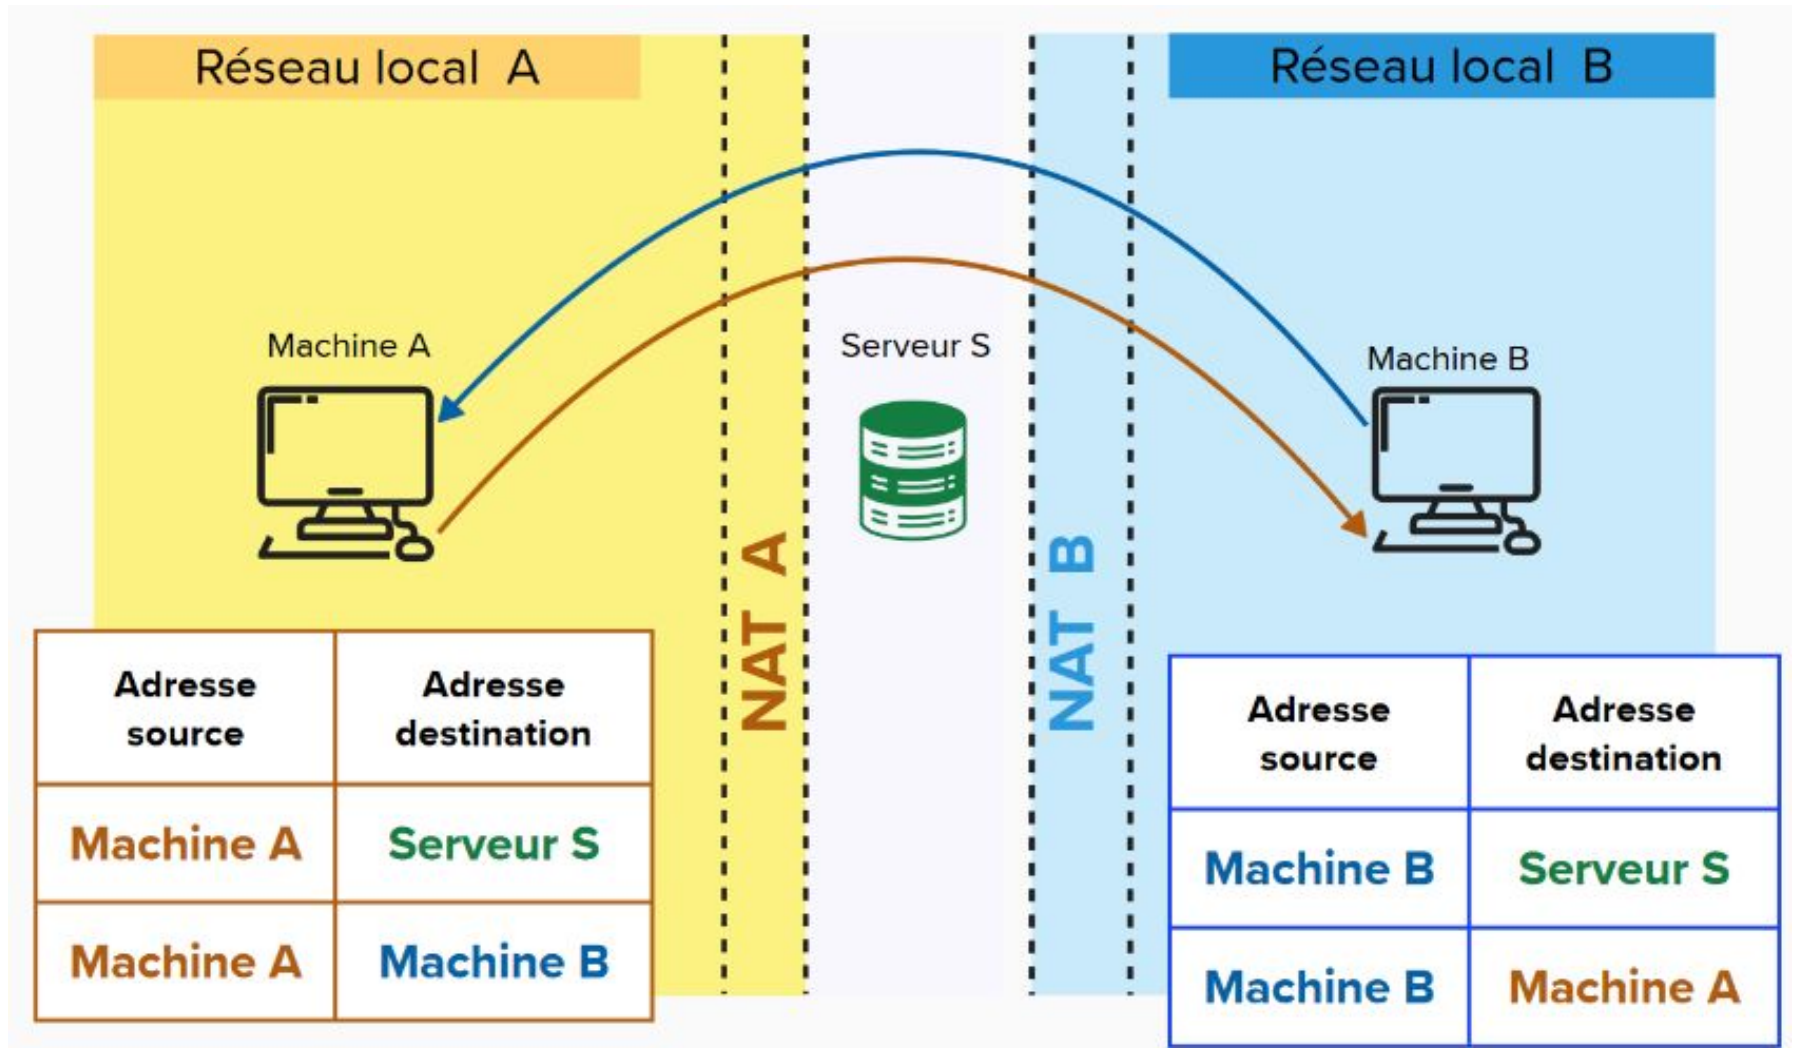 Réseau local A
Réseau local B
Machine A
Serveur S
Machine B
NAT A
NAT B
Adresse source
Adresse destination
Machine A
Serveur S
Machine A
Machine B
Adresse source
Adresse destination
Machine B
Serveur S
Machine B
Machine A